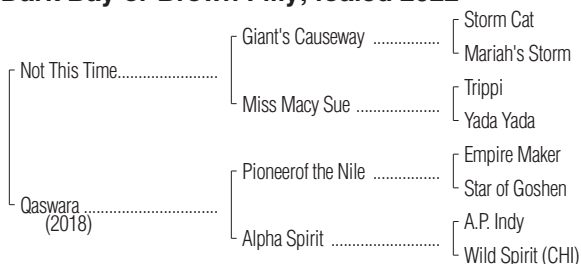 Dark Bay or Brown Filly; foaled 2022
Storm Cat
Giant's Causeway ................
Mariah's Storm
Not This Time........................
Trippi
Miss Macy Sue ....................
Yada Yada
Empire Maker
Pioneerof the Nile ................
Star of Goshen
Qaswara ................................
(2018)
A.P. Indy
Alpha Spirit ..........................
Wild Spirit (CHI)